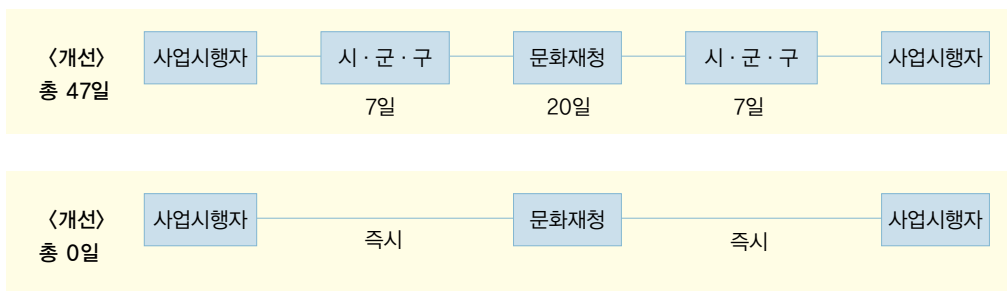 〈개선〉
총 47일
사업시행자
시·군·구
문화재청
시·군·구
사업시행자
7일
20일
7일
〈개선〉
총 0일
사업시행자
문화재청
사업시행자
즉시
즉시